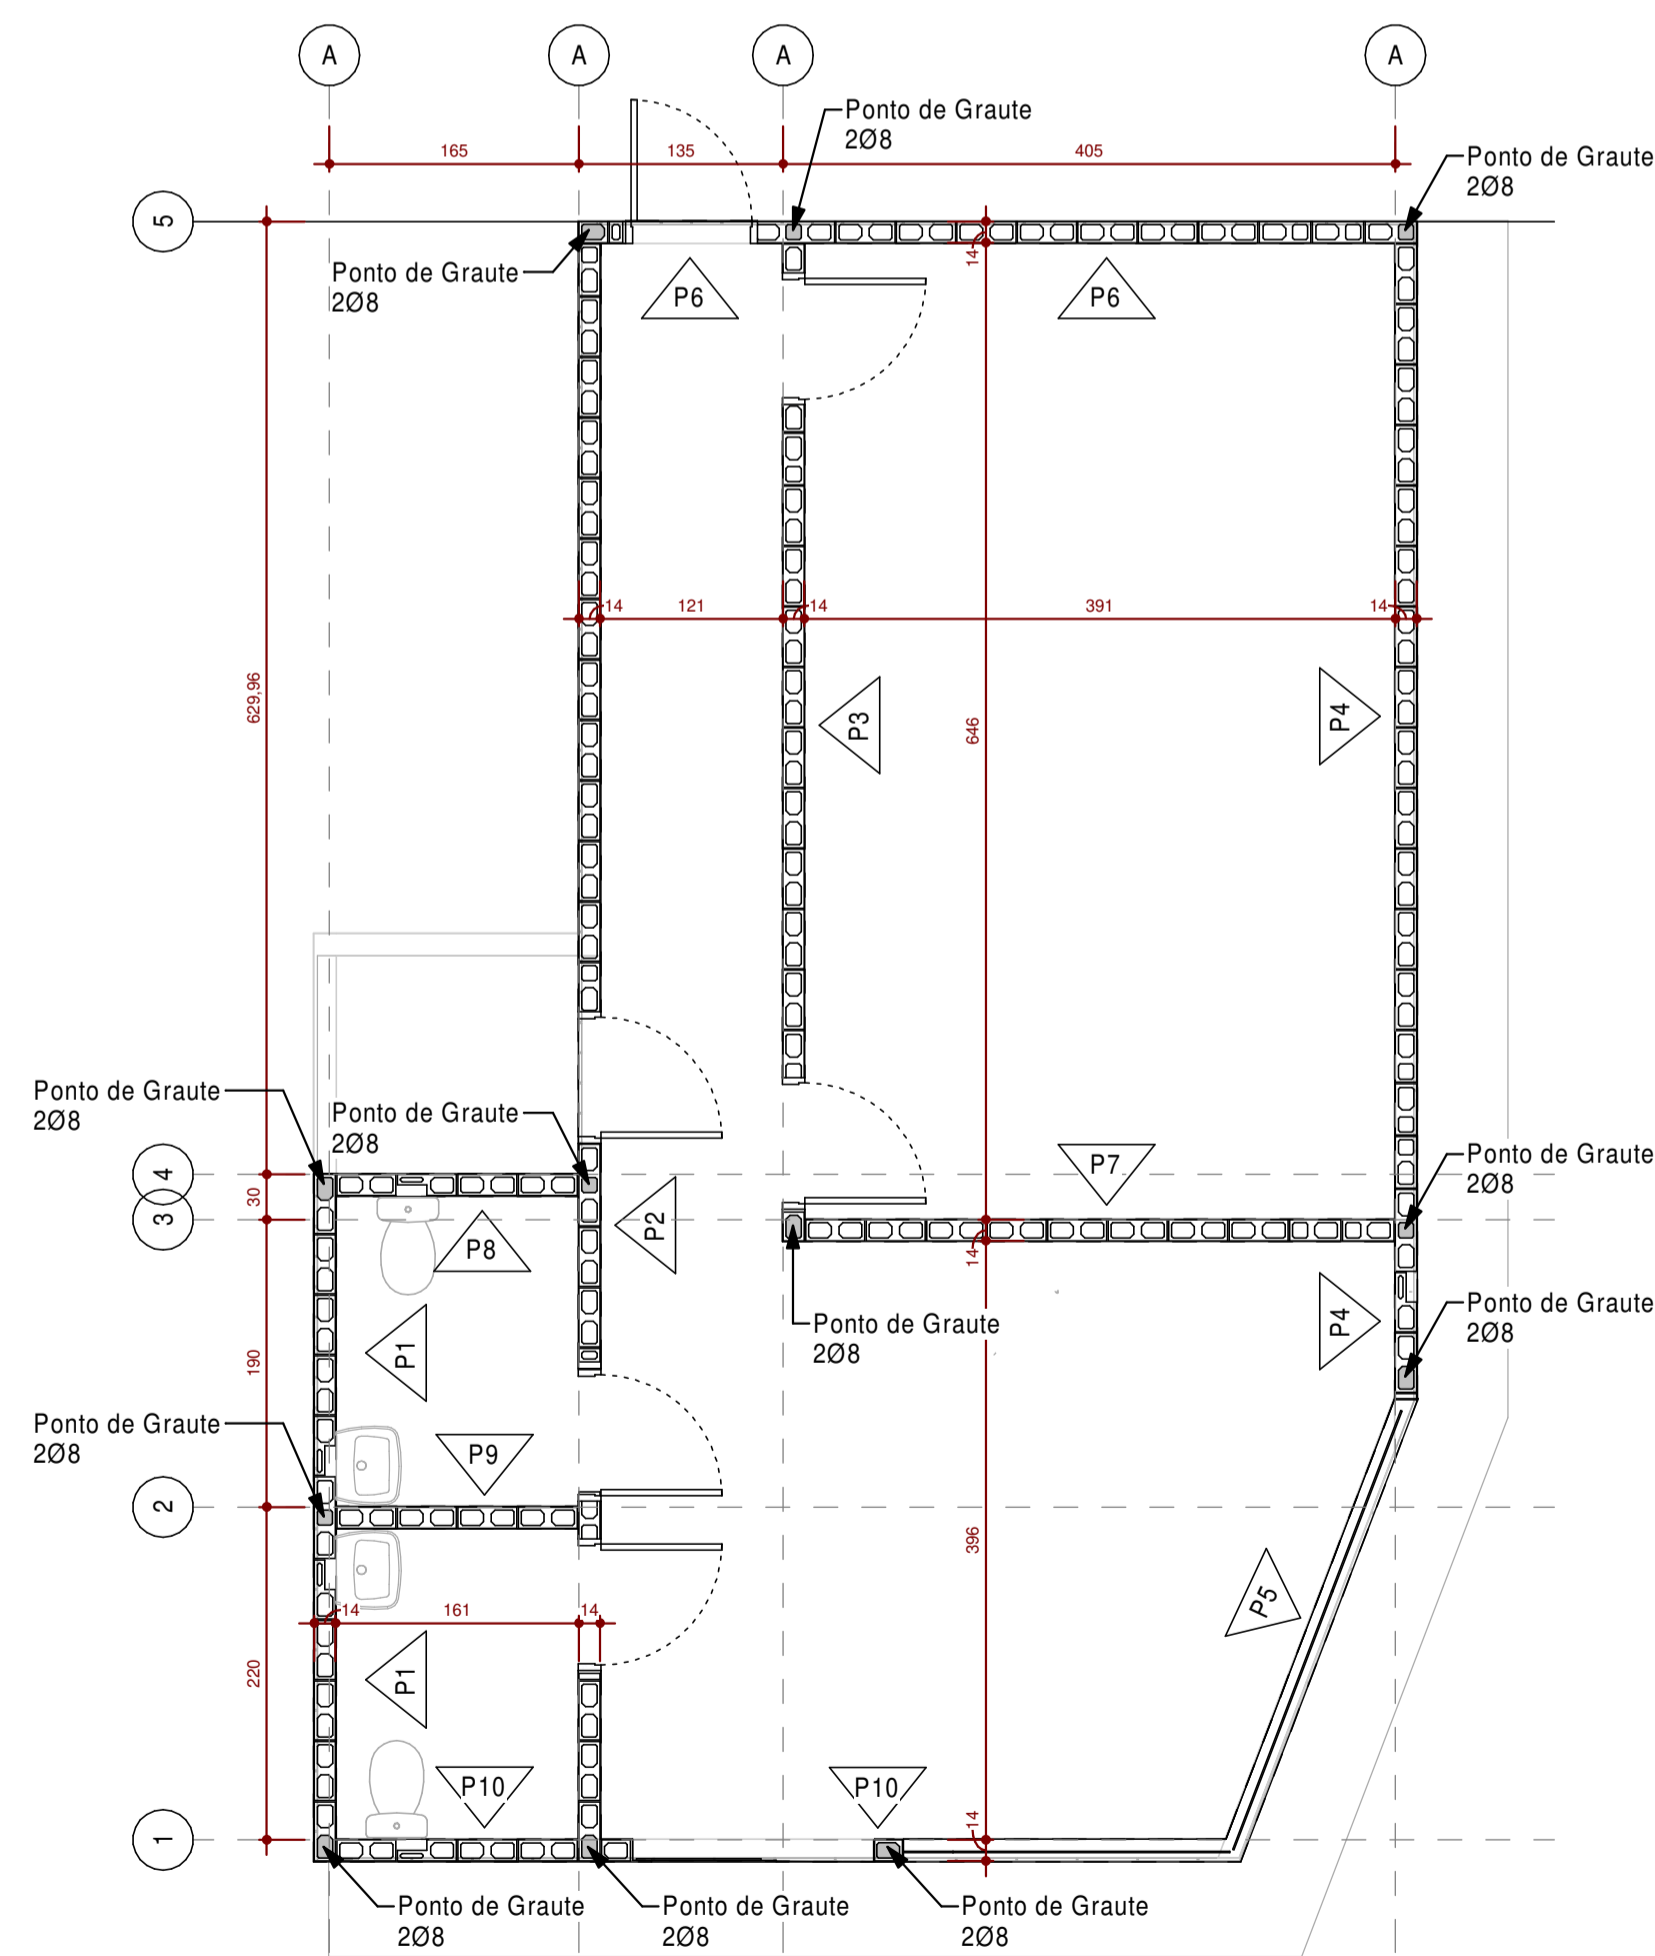 A
A
A
A
Ponto de Graute
2Ø8
165
135
405
Ponto de Graute
2Ø8
5
Ponto de Graute
2Ø8
14
P6
P6
14
121
14
391
14
629,96
P3
646
P4
Ponto de Graute
2Ø8
Ponto de Graute
2Ø8
4
30
3
P7
Ponto de Graute
2Ø8
P2
P8
14
Ponto de Graute
2Ø8
P4
Ponto de Graute
2Ø8
190
P1
Ponto de Graute
2Ø8
P9
2
396
P5
14
161
14
220
P1
P10
P10
14
1
Ponto de Graute
2Ø8
Ponto de Graute
2Ø8
Ponto de Graute
2Ø8